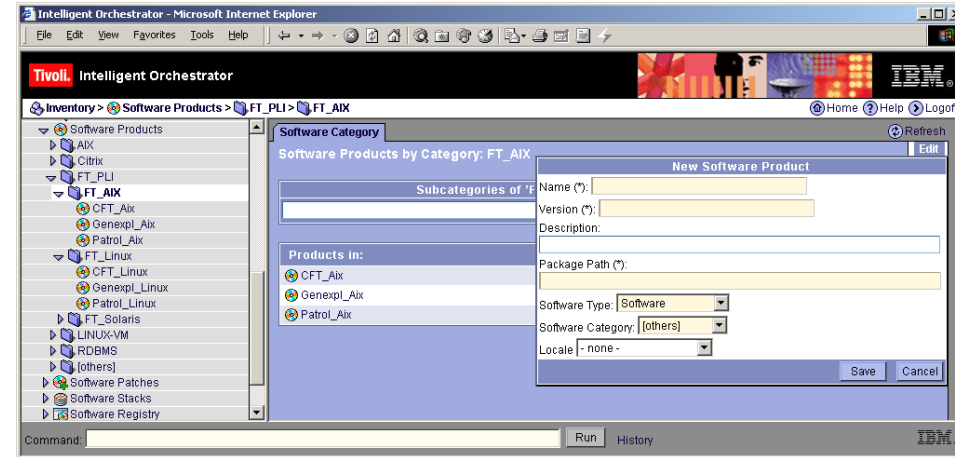 Intelligent Orchestrator - Microsoft Internet Explorer
File Edit View Favorites Tools Help
Tivoli. Intelligent Orchestrator
IBM.
Inventory > Software Products > FT_PLI > FT_AIX
Home Help Logof
Software Products
AIX
Citrix
FT_PLI
FT_AIX
CFT_Aix
Genexpl_Aix
Patrol_Aix
FT_Linux
CFT_Linux
Genexpl_Linux
Patrol_Linux
FT_Solaris
LINUX-VM
RDBMS
[others]
Software Patches
Software Stacks
Software Registry
Software Category
Refresh
Edit
Software Products by Category: FT_AIX
Subcategories of 'F
Products in:
CFT_Aix
Genexpl_Aix
Patrol_Aix
New Software Product
Name (*):
Version (*):
Description:
Package Path (*):
Software Type: Software
Software Category: [others]
Locale - none -
Save Cancel
Command: Run History
IBM.